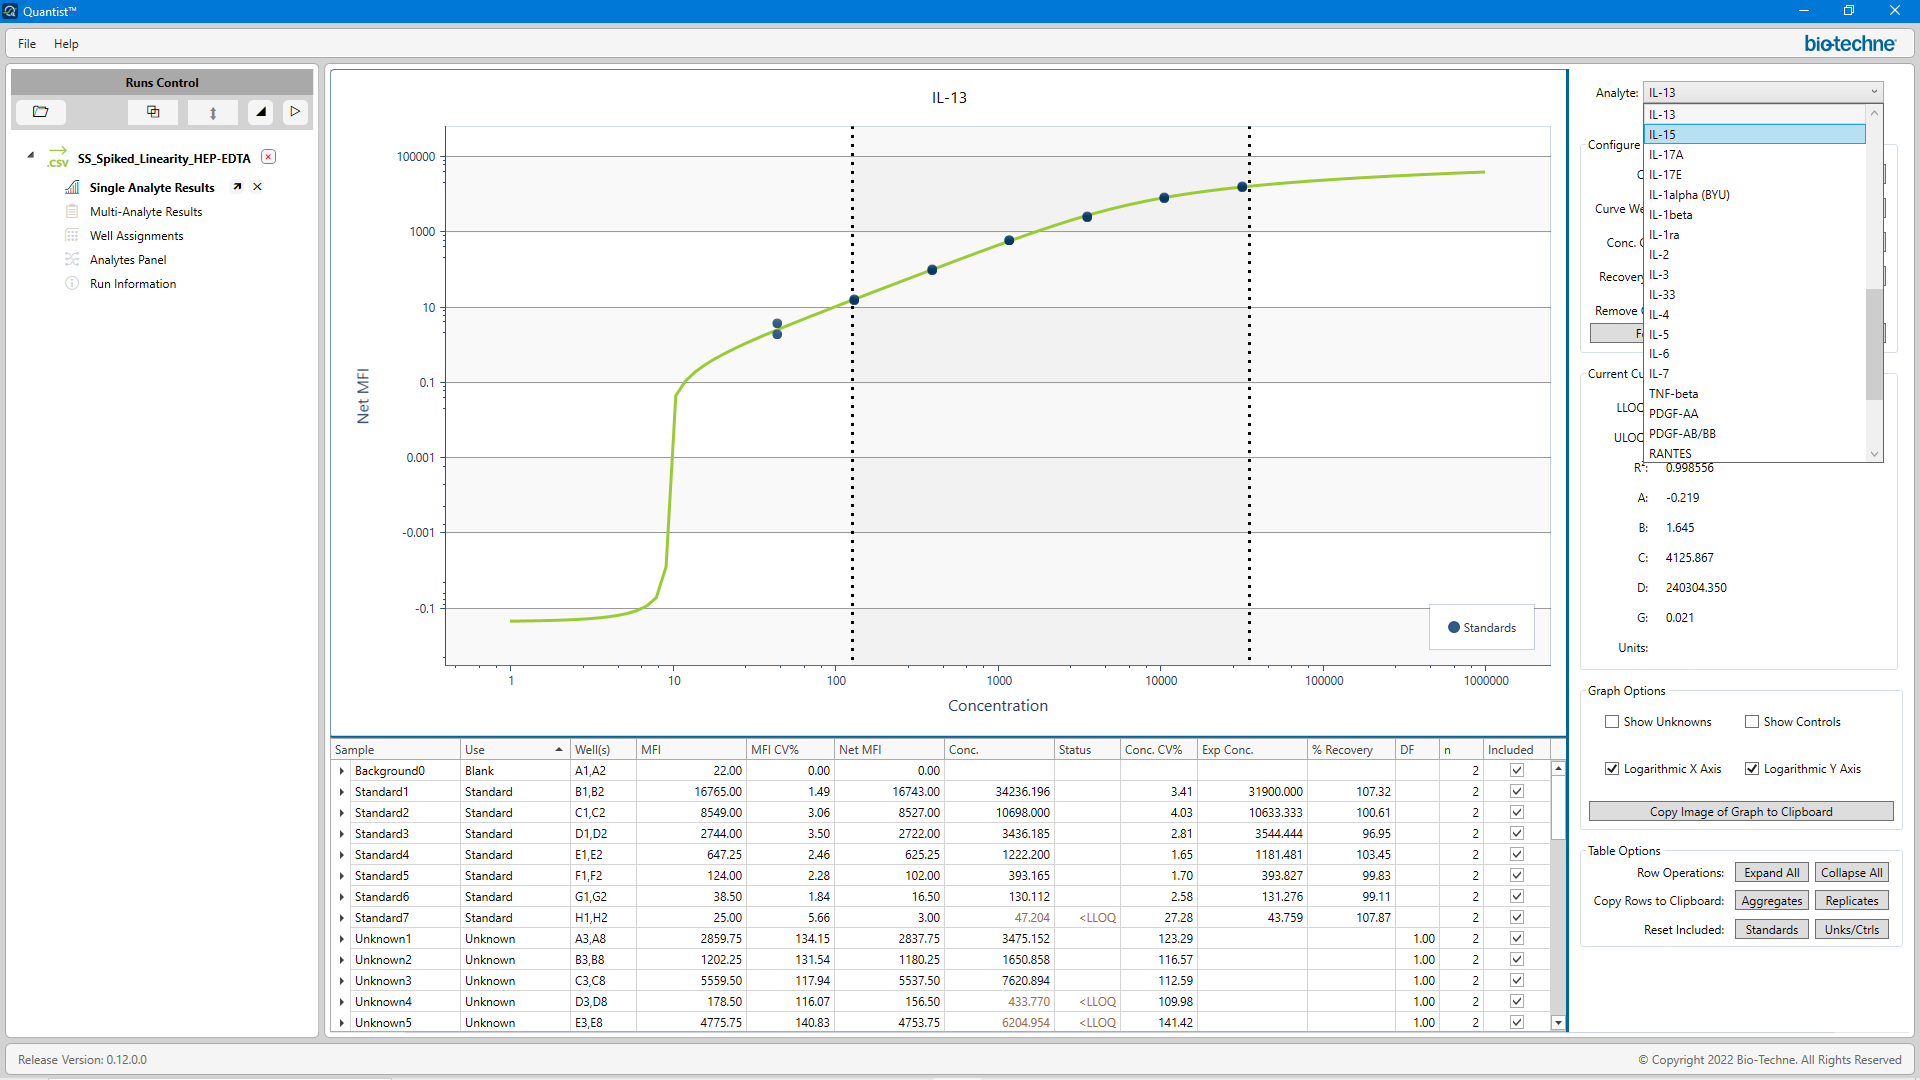 Quantist™
File Help
bio-techne
Runs Control
.CSV SS_Spiked_Linearity_HEP-EDTA
Single Analyte Results
Multi-Analyte Results
Well Assignments
Analytes Panel
Run Information
IL-13
100000
1000
10
0.1
0.001
-0.001
-0.1
Net MFI
Standards
1 10 100 1000 10000 100000 1000000
Concentration
Sample Use Well(s) MFI MFI CV% Net MFI Conc. Status Conc. CV% Exp Conc. % Recovery DF n Included
Background0 Blank A1,A2 22.00 0.00 0.00 2
Standard1 Standard B1,B2 16765.00 1.49 16743.00 34236.196 3.41 31900.000 107.32 2
Standard2 Standard C1,C2 8549.00 3.06 8527.00 10698.000 4.03 10633.333 100.61 2
Standard3 Standard D1,D2 2744.00 3.50 2722.00 3436.185 2.81 3544.444 96.95 2
Standard4 Standard E1,E2 647.25 2.46 625.25 1222.200 1.65 1181.481 103.45 2
Standard5 Standard F1,F2 124.00 2.28 102.00 393.165 1.70 393.827 99.83 2
Standard6 Standard G1,G2 38.50 1.84 16.50 130.112 2.58 131.276 99.11 2
Standard7 Standard H1,H2 25.00 5.66 3.00 47.204 <LLOQ 27.28 43.759 107.87 2
Unknown1 Unknown A3,A8 2859.75 134.15 2837.75 3475.152 123.29 1.00 2
Unknown2 Unknown B3,B8 1202.25 131.54 1180.25 1650.858 116.57 1.00 2
Unknown3 Unknown C3,C8 5559.50 117.94 5537.50 7620.894 112.59 1.00 2
Unknown4 Unknown D3,D8 178.50 116.07 156.50 433.770 <LLOQ 109.98 1.00 2
Unknown5 Unknown E3,E8 4775.75 140.83 4753.75 6204.954 <LLOQ 141.42 1.00 2
Analyte: IL-13
IL-13
IL-15
IL-17A
IL-17E
IL-1alpha (BYU)
IL-1beta
IL-1ra
IL-2
IL-3
IL-33
IL-4
IL-5
IL-6
IL-7
TNF-beta
PDGF-AA
PDGF-AB/BB
RANTES
Configure
Curve We
Conc.
Recovery
Remove
Current Cu
LLOQ
ULOQ
R²: 0.998556
A: -0.219
B: 1.645
C: 4125.867
D: 240304.350
G: 0.021
Units:
Graph Options
Show Unknowns Show Controls
Logarithmic X Axis Logarithmic Y Axis
Copy Image of Graph to Clipboard
Table Options
Row Operations: Expand All Collapse All
Copy Rows to Clipboard: Aggregates Replicates
Reset Included: Standards Unks/Ctrls
Release Version: 0.12.0.0
© Copyright 2022 Bio-Techne. All Rights Reserved